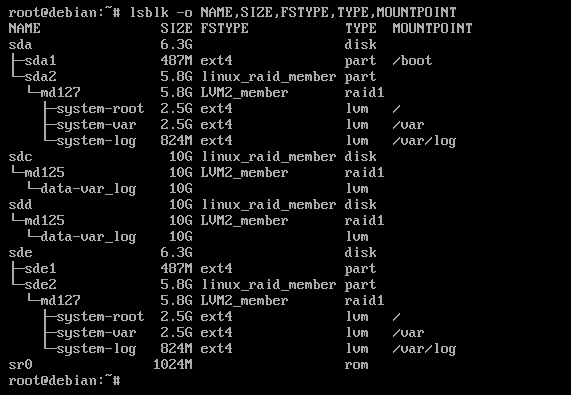 root@debian:~# lsblk -o NAME,SIZE,FSTYPE,TYPE,MOUNTPOINT
NAME                SIZE FSTYPE            TYPE  MOUNTPOINT
sda                 6.3G                   disk
├─sda1              487M ext4              part  /boot
└─sda2              5.8G linux_raid_member part
  └─md127           5.8G LVM2_member       raid1
    ├─system-root   2.5G ext4              lvm   /
    ├─system-var    2.5G ext4              lvm   /var
    └─system-log    824M ext4              lvm   /var/log
sdc                  10G linux_raid_member disk
└─md125              10G LVM2_member       raid1
  └─data-var_log     10G                   lvm
sdd                  10G linux_raid_member disk
└─md125              10G LVM2_member       raid1
  └─data-var_log     10G                   lvm
sde                 6.3G                   disk
├─sde1              487M ext4              part
└─sde2              5.8G linux_raid_member part
  └─md127           5.8G LVM2_member       raid1
    ├─system-root   2.5G ext4              lvm   /
    ├─system-var    2.5G ext4              lvm   /var
    └─system-log    824M ext4              lvm   /var/log
sr0                1024M                   rom
root@debian:~#